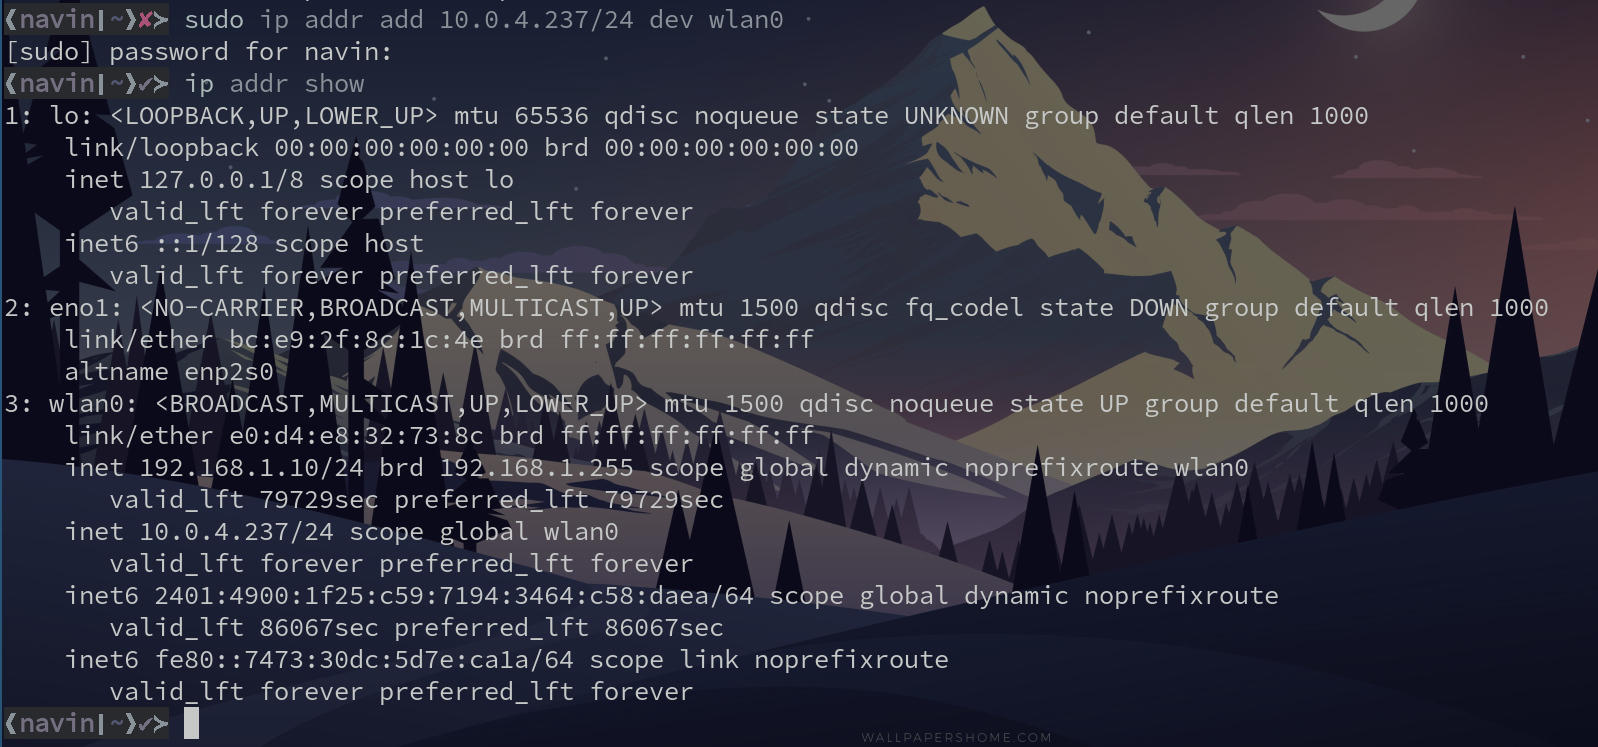 ❬navin|~❭✘≻ sudo ip addr add 10.0.4.237/24 dev wlan0
[sudo] password for navin:
❬navin|~❭✓≻ ip addr show
1: lo: <LOOPBACK,UP,LOWER_UP> mtu 65536 qdisc noqueue state UNKNOWN group default qlen 1000
    link/loopback 00:00:00:00:00:00 brd 00:00:00:00:00:00
    inet 127.0.0.1/8 scope host lo
       valid_lft forever preferred_lft forever
    inet6 ::1/128 scope host
       valid_lft forever preferred_lft forever
2: eno1: <NO-CARRIER,BROADCAST,MULTICAST,UP> mtu 1500 qdisc fq_codel state DOWN group default qlen 1000
    link/ether bc:e9:2f:8c:1c:4e brd ff:ff:ff:ff:ff:ff
    altname enp2s0
3: wlan0: <BROADCAST,MULTICAST,UP,LOWER_UP> mtu 1500 qdisc noqueue state UP group default qlen 1000
    link/ether e0:d4:e8:32:73:8c brd ff:ff:ff:ff:ff:ff
    inet 192.168.1.10/24 brd 192.168.1.255 scope global dynamic noprefixroute wlan0
       valid_lft 79729sec preferred_lft 79729sec
    inet 10.0.4.237/24 scope global wlan0
       valid_lft forever preferred_lft forever
    inet6 2401:4900:1f25:c59:7194:3464:c58:daea/64 scope global dynamic noprefixroute
       valid_lft 86067sec preferred_lft 86067sec
    inet6 fe80::7473:30dc:5d7e:ca1a/64 scope link noprefixroute
       valid_lft forever preferred_lft forever
❬navin|~❭✓≻
WALLPAPERSHOME.COM